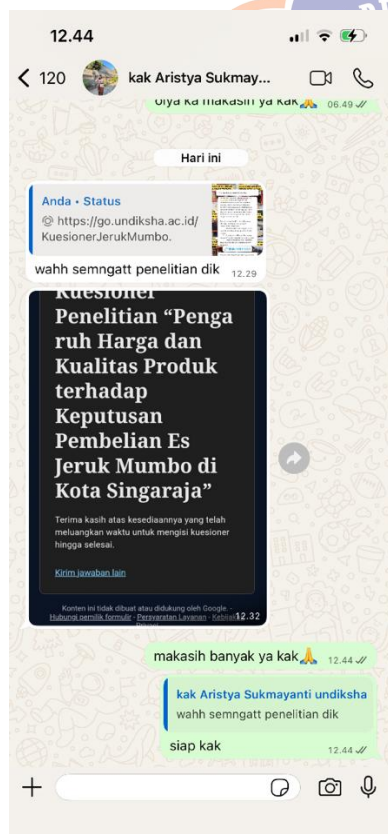 12.44
120
kak Aristya Sukmay...
oiya ka makasih ya kak🙏 06.49
Hari ini
Anda • Status
https://go.undiksha.ac.id/
KuesionerJerukMumbo.
wahh semngatt penelitian dik 12.29
Kuesioner
Penelitian “Penga
ruh Harga dan
Kualitas Produk
terhadap
Keputusan
Pembelian Es
Jeruk Mumbo di
Kota Singaraja”
Terima kasih atas kesediaannya yang telah
meluangkan waktu untuk mengisi kuesioner
hingga selesai.
Kirim jawaban lain
Konten ini tidak dibuat atau didukung oleh Google. -
Hubungi pemilik formulir - Persyaratan Layanan - Kebijak
12.32
makasih banyak ya kak🙏 12.44
kak Aristya Sukmayanti undiksha
wahh semngatt penelitian dik
siap kak 12.44